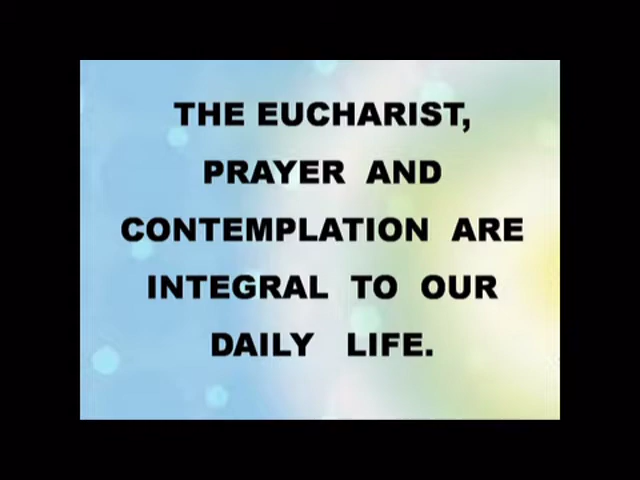 THE EUCHARIST,
PRAYER AND
CONTEMPLATION ARE
INTEGRAL TO OUR
DAILY LIFE.